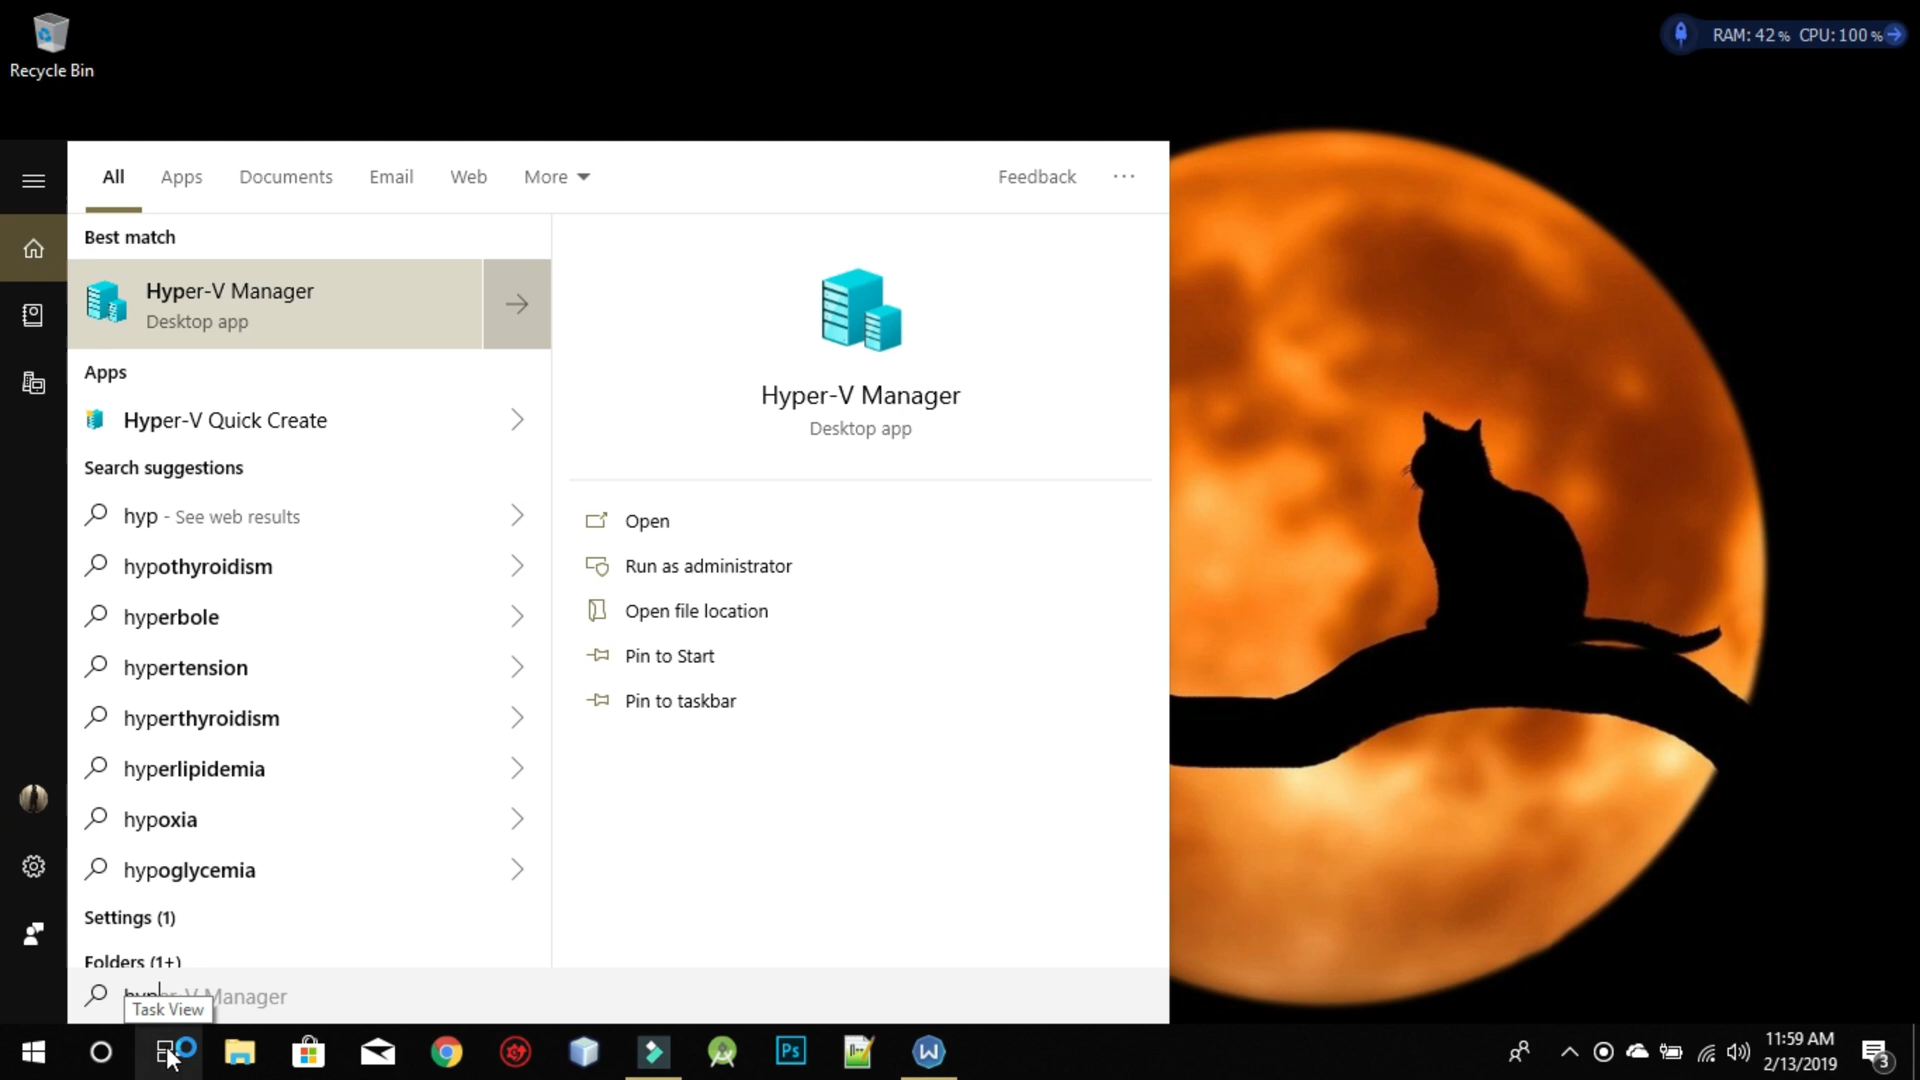 Recycle Bin
RAM: 42% CPU: 100%
All Apps Documents Email Web More Feedback
Best match
Hyper-V Manager
Desktop app
Apps
Hyper-V Quick Create
Search suggestions
hyp - See web results
hypothyroidism
hyperbole
hypertension
hyperthyroidism
hyperlipidemia
hypoxia
hypoglycemia
Settings (1)
Folders (1+)
Hyper-V Manager
Desktop app
Open
Run as administrator
Open file location
Pin to Start
Pin to taskbar
hyper-V Manager
Task View
Ps
W
11:59 AM
2/13/2019
3